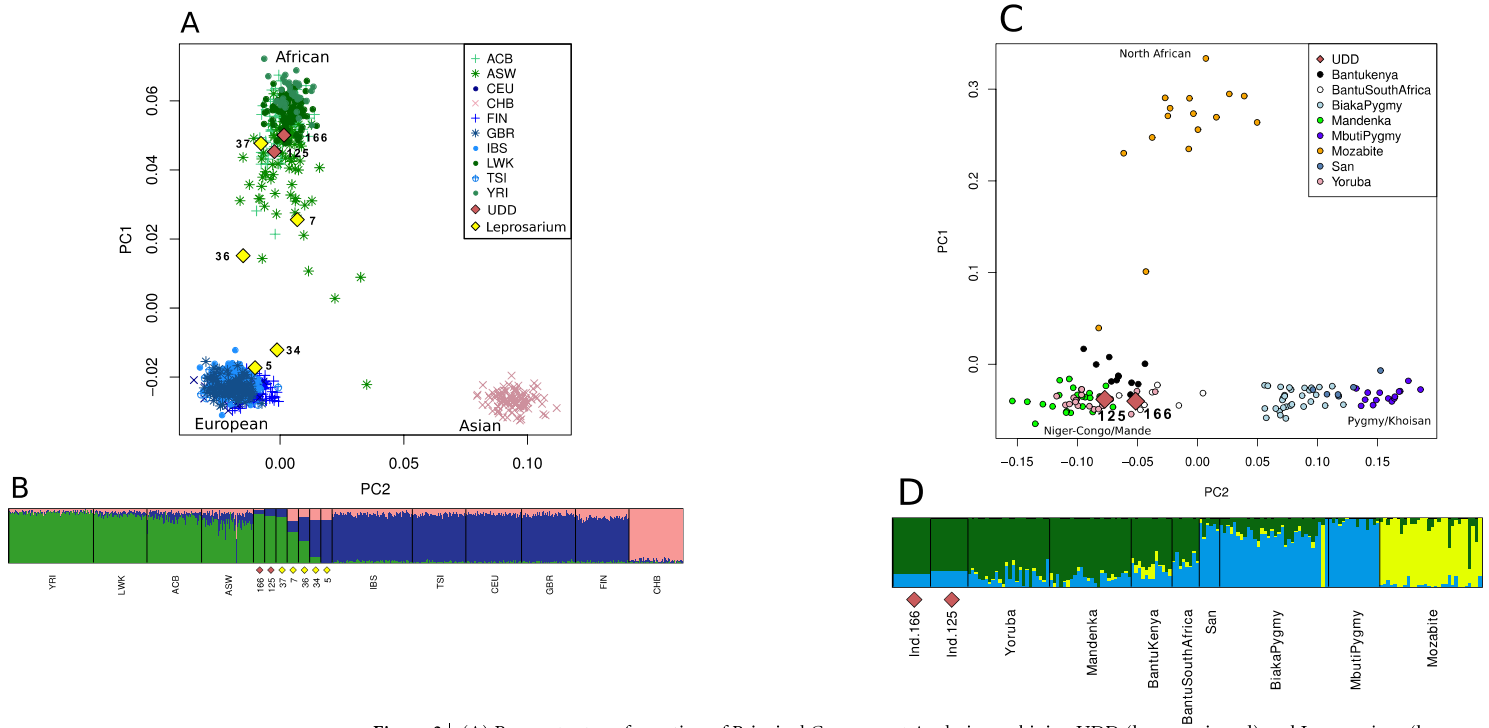 A
African
ACB
ASW
CEU
CHB
FIN
GBR
IBS
LWK
TSI
YRI
UDD
Leprosarium
37
166
125
7
36
34
5
European
Asian
PC1
0.06
0.04
0.02
0.00
−0.02
0.00
0.05
0.10
PC2
B
YRI
LWK
ACB
ASW
166
125
37
7
36
34
5
IBS
TSI
CEU
GBR
FIN
CHB
C
North African
UDD
Bantukenya
BantuSouthAfrica
BiakaPygmy
Mandenka
MbutiPygmy
Mozabite
San
Yoruba
PC1
0.3
0.2
0.1
0.0
125
166
Niger-Congo/Mande
Pygmy/Khoisan
−0.15
−0.10
−0.05
0.00
0.05
0.10
0.15
PC2
D
Ind.166
Ind.125
Yoruba
Mandenka
BantuKenya
BantuSouthAfrica
San
BiakaPygmy
MbutiPygmy
Mozabite